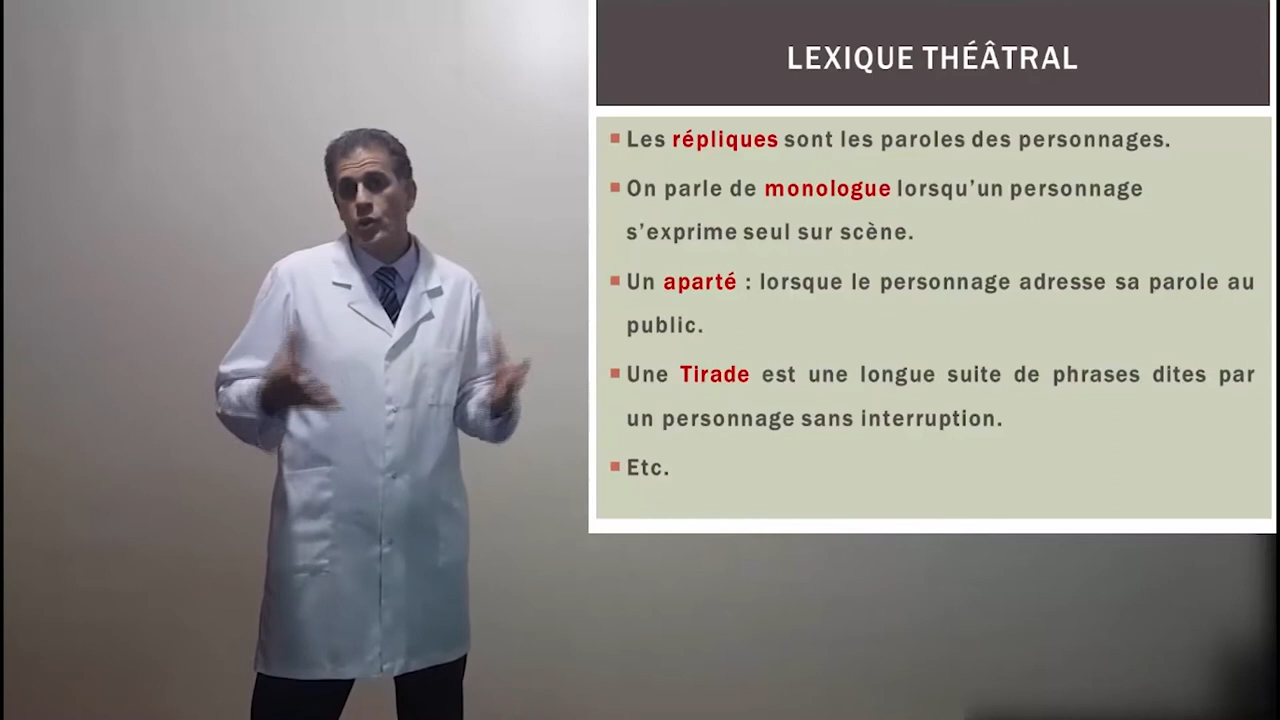 LEXIQUE THÉÂTRAL
Les répliques sont les paroles des personnages.
On parle de monologue lorsqu’un personnage
s’exprime seul sur scène.
Un aparté : lorsque le personnage adresse sa parole au
public.
Une Tirade est une longue suite de phrases dites par
un personnage sans interruption.
Etc.